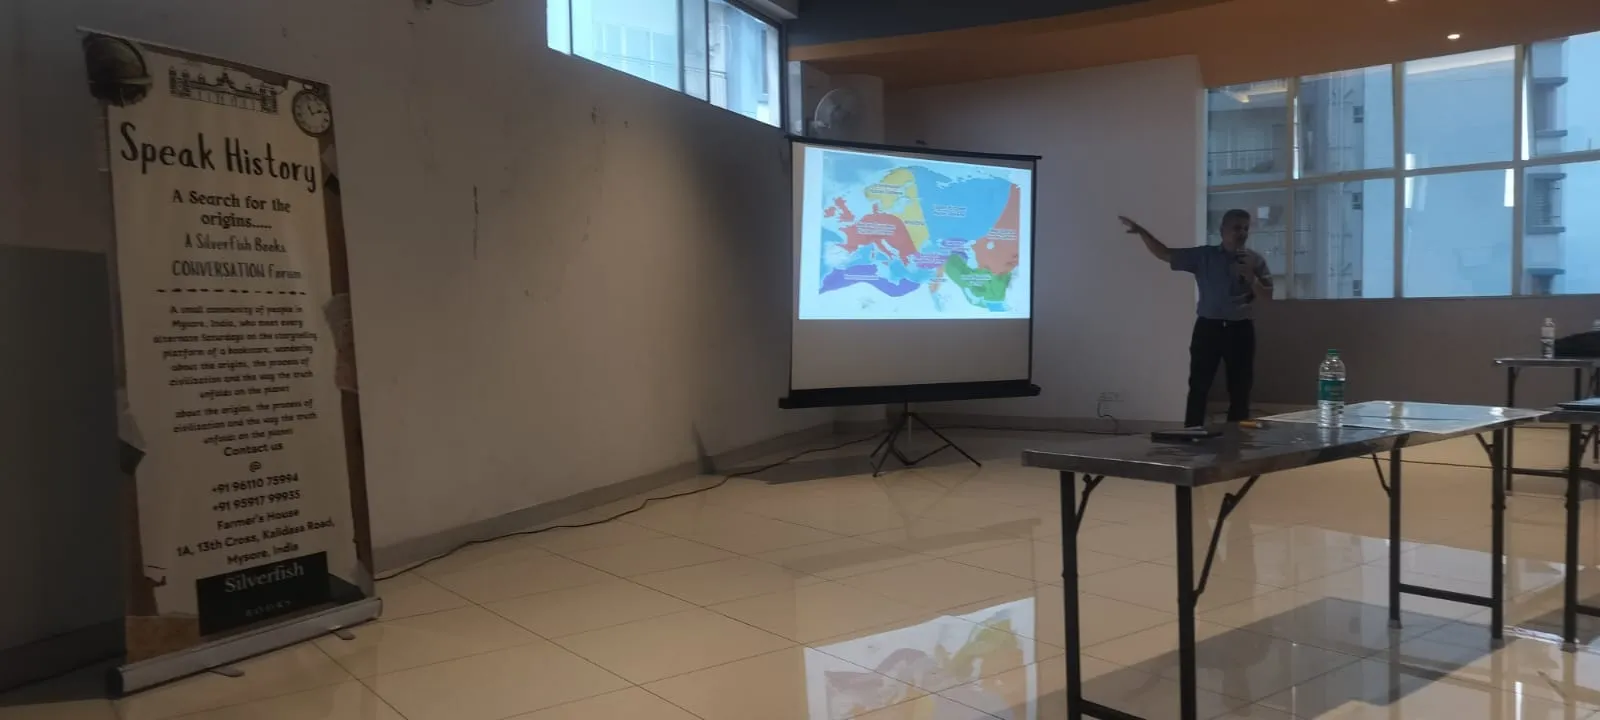 Speak History
A Search for the
origins.....
A Silverfish Books
CONVERSATION Forum
A small community of people in
Mysore, India, who meet every
alternate Saturdays on the storytelling
platform of a bookstore, wondering
about the origins, the process of
civilization and the way the truth
unfolds on the planet
about the origins, the process of
civilization and the way the truth
unfolds on the planet
Contact us
@
+91 96110 75994
+91 95917 99935
Farmer's House
1A, 13th Cross, Kalidasa Road,
Mysore, India
Silverfish
BOOKS